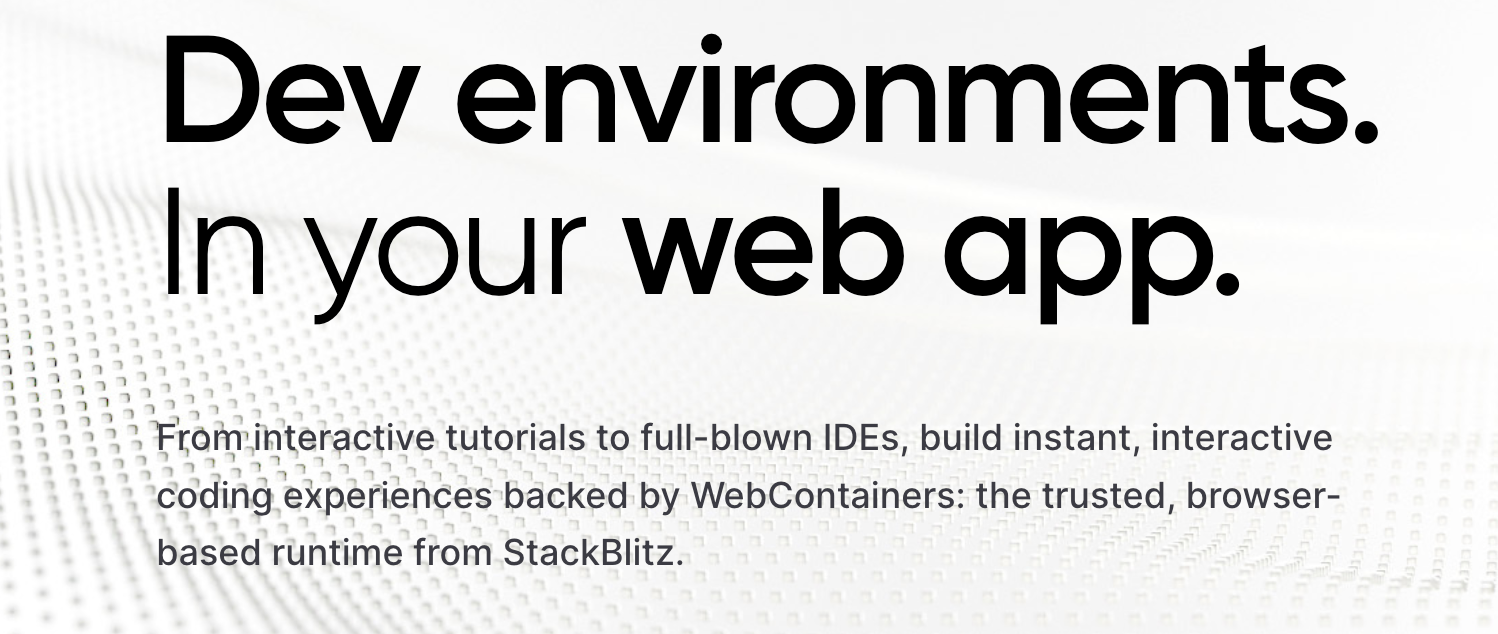 Dev environments.
In your web app.
From interactive tutorials to full-blown IDEs, build instant, interactive
coding experiences backed by WebContainers: the trusted, browser-
based runtime from StackBlitz.